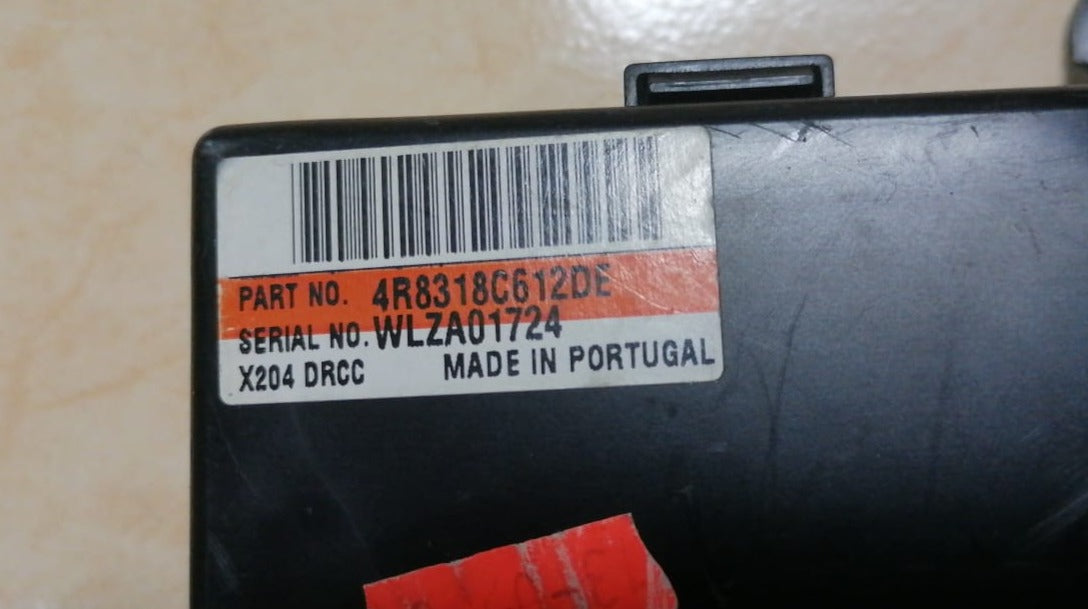 PART NO. 4R8318C612DE
SERIAL NO. WLZA01724
X204 DRCC MADE IN PORTUGAL